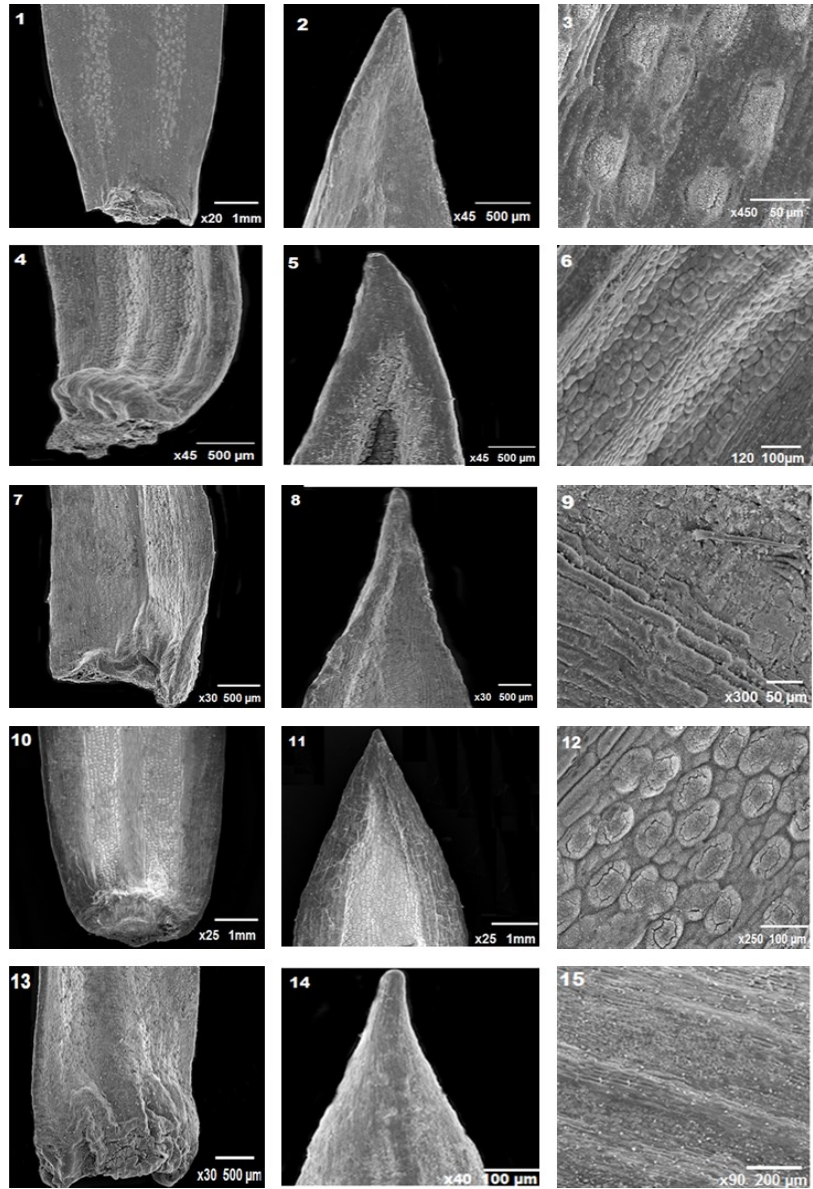 1
x20 1mm
2
x45 500 µm
3
x450 50 µm
4
x45 500 µm
5
x45 500 µm
6
120 100µm
7
x30 500 µm
8
x30 500 µm
9
x300 50 µm
10
x25 1mm
11
x25 1mm
12
x250 100 µm
13
x30 500 µm
14
x40 100 µm
15
x90 200 µm